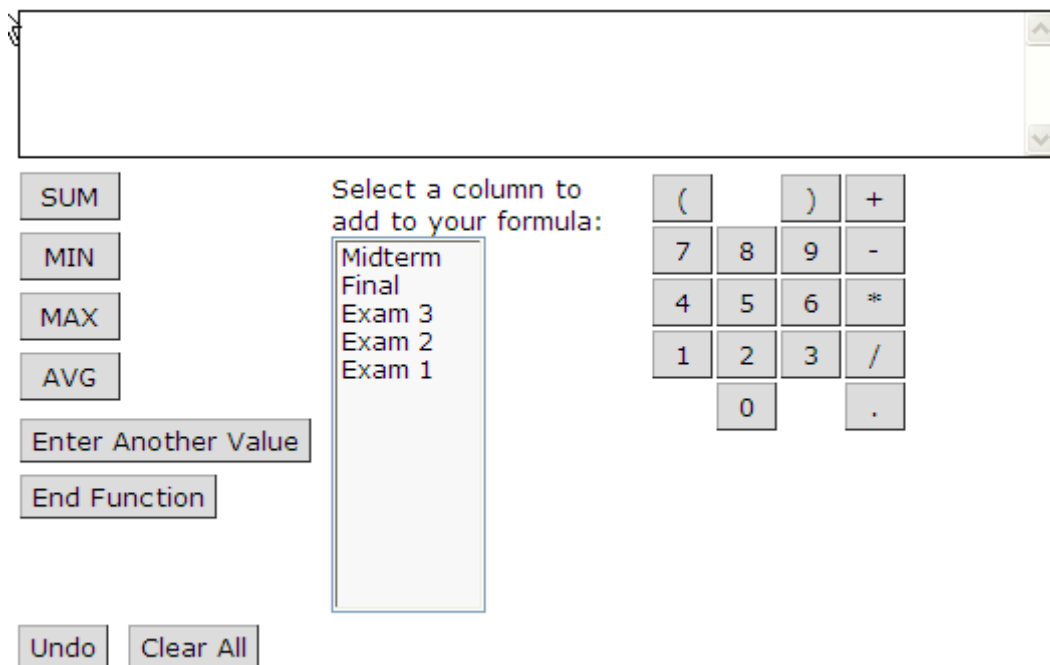 SUM
MIN
MAX
AVG
Enter Another Value
End Function
Undo Clear All
Select a column to
add to your formula:
Midterm
Final
Exam 3
Exam 2
Exam 1
( ) +
7 8 9 -
4 5 6 *
1 2 3 /
0 .